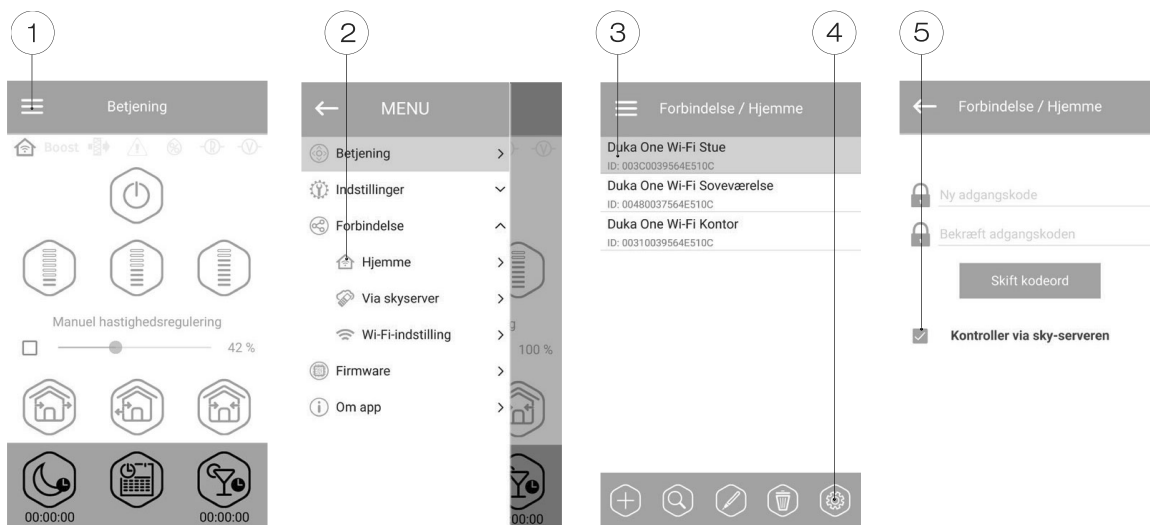 1
2
3
4
5
Betjening
Boost
Manuel hastighedsregulering
42 %
00:00:00
00:00:00
MENU
Betjening
Indstillinger
Forbindelse
Hjemme
Via skyserver
Wi-Fi-indstilling
Firmware
Om app
g
100 %
00:00
Forbindelse / Hjemme
Duka One Wi-Fi Stue
ID: 003C0039564E510C
Duka One Wi-Fi Soveværelse
ID: 00480037564E510C
Duka One Wi-Fi Kontor
ID: 00310039564E510C
Forbindelse / Hjemme
Ny adgangskode
Bekræft adgangskoden
Skift kodeord
Kontroller via sky-serveren